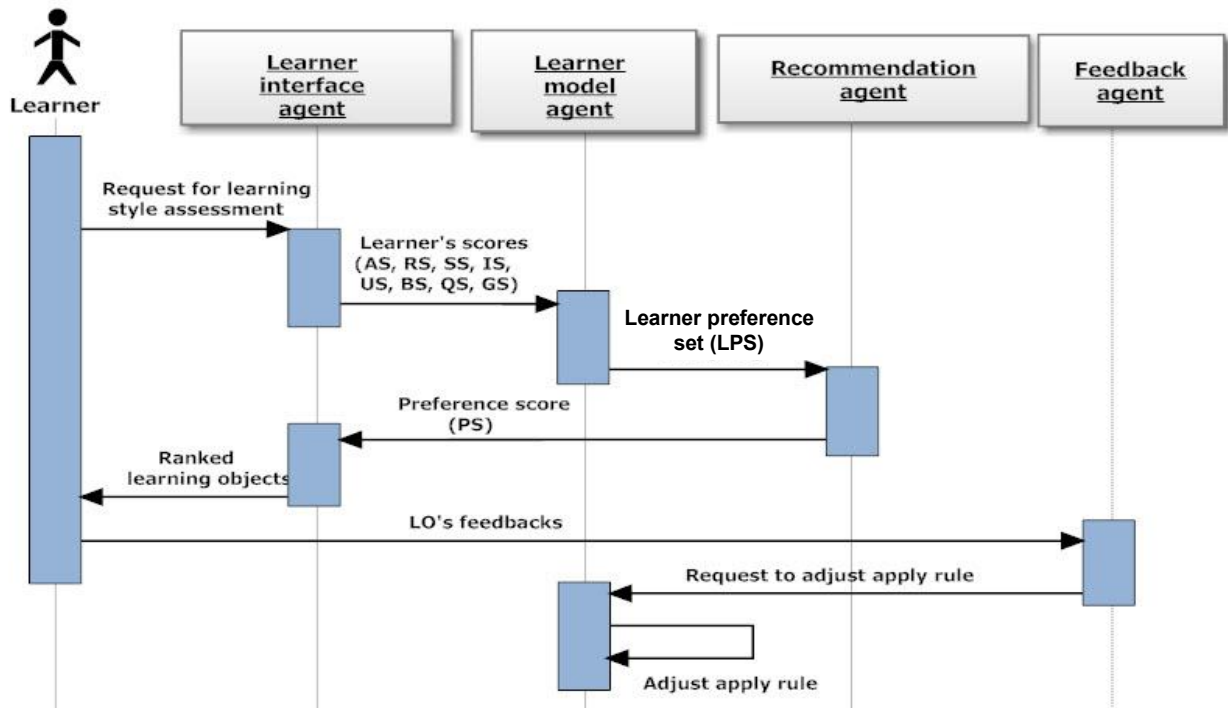 Learner
Learner
interface
agent
Learner
model
agent
Recommendation
agent
Feedback
agent
Request for learning
style assessment
Learner's scores
(AS, RS, SS, IS,
US, BS, QS, GS)
Learner preference
set (LPS)
Preference score
(PS)
Ranked
learning objects
LO's feedbacks
Request to adjust apply rule
Adjust apply rule